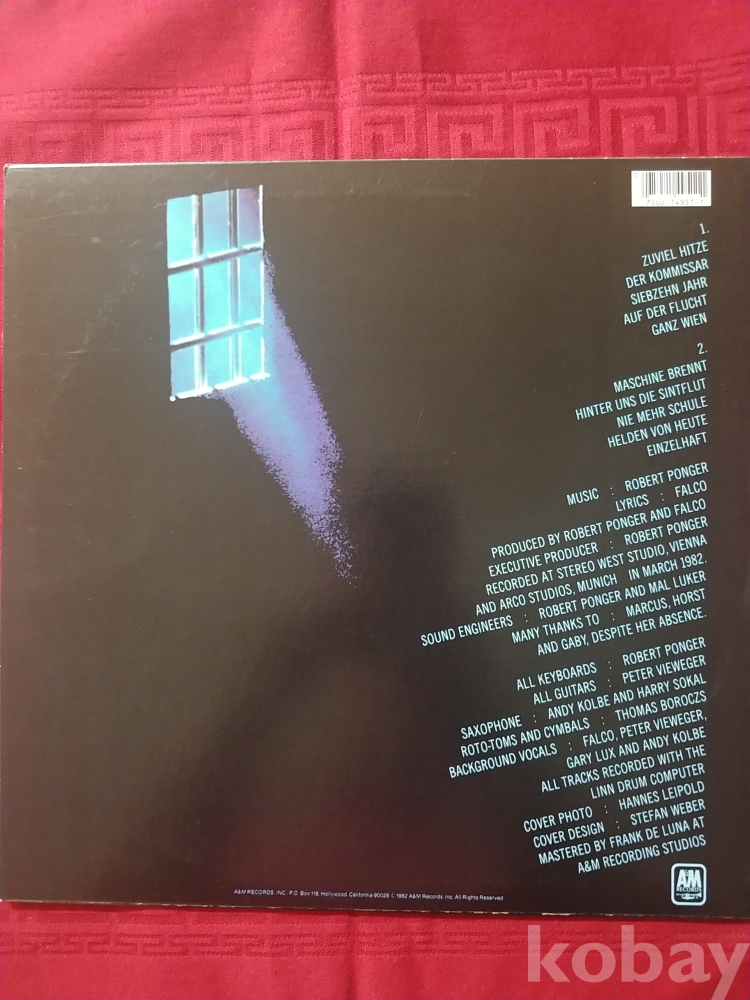 1.
ZUVIEL HITZE
DER KOMMISSAR
SIEBZEHN JAHR
AUF DER FLUCHT
GANZ WIEN
2.
MASCHINE BRENNT
HINTER UNS DIE SINTFLUT
NIE MEHR SCHULE
HELDEN VON HEUTE
EINZELHAFT
MUSIC : ROBERT PONGER
LYRICS : FALCO
PRODUCED BY ROBERT PONGER AND FALCO
EXECUTIVE PRODUCER : ROBERT PONGER
RECORDED AT STEREO WEST STUDIO, VIENNA
AND ARCO STUDIOS, MUNICH IN MARCH 1982.
SOUND ENGINEERS : ROBERT PONGER AND MAL LUKER
MANY THANKS TO : MARCUS, HORST
AND GABY, DESPITE HER ABSENCE.
ALL KEYBOARDS : ROBERT PONGER
ALL GUITARS : PETER VIEWEGER
SAXOPHONE : ANDY KOLBE AND HARRY SOKAL
ROTO-TOMS AND CYMBALS : THOMAS BOROCZS
BACKGROUND VOCALS : FALCO, PETER VIEWEGER,
GARY LUX AND ANDY KOLBE
ALL TRACKS RECORDED WITH THE
LINN DRUM COMPUTER
COVER PHOTO : HANNES LEIPOLD
COVER DESIGN : STEFAN WEBER
MASTERED BY FRANK DE LUNA AT
A&M RECORDING STUDIOS
A&M
RECORDS
A&M RECORDS, INC. P.O. Box 118, Hollywood, California 90028 © 1982 A&M Records, Inc. All Rights Reserved
kobay